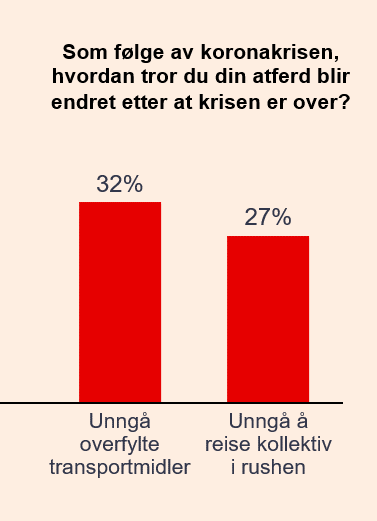 Som følge av koronakrisen,
hvordan tror du din atferd blir
endret etter at krisen er over?
32%
27%
Unngå
overfylte
transportmidler
Unngå å
reise kollektiv
i rushen